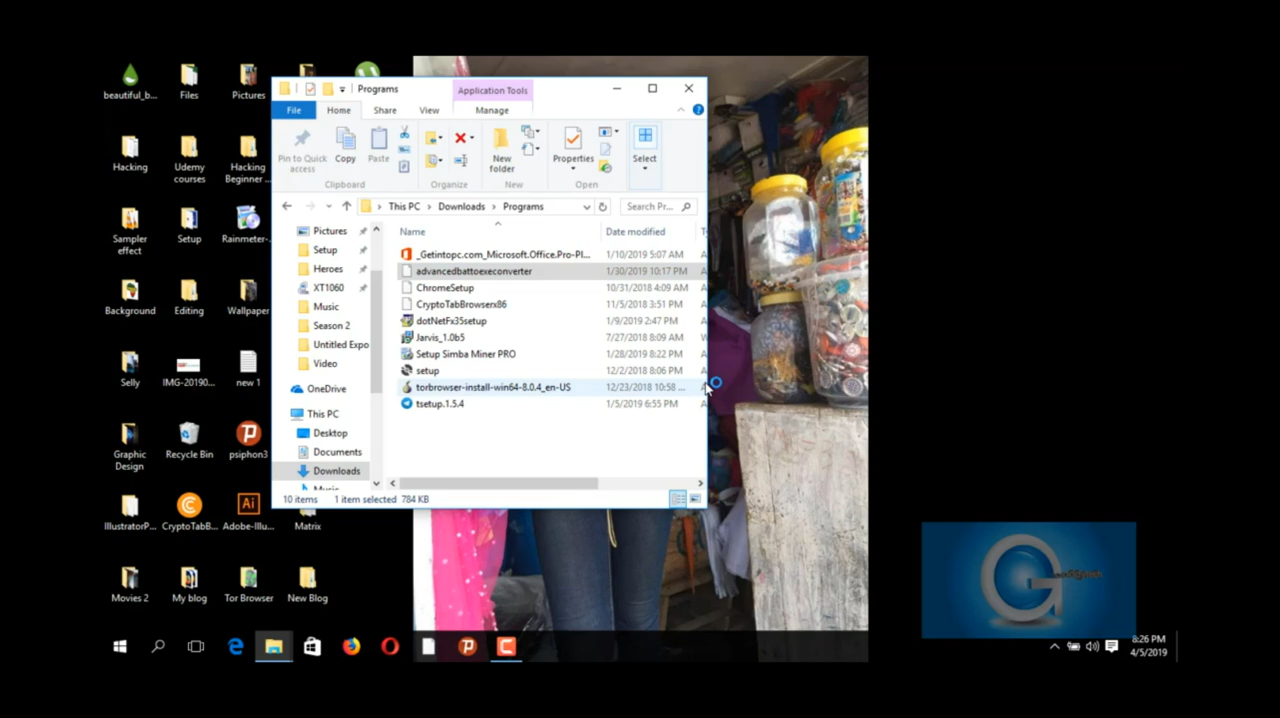 beautiful_b...
Files
Pictures
Hacking
Udemy
courses
Hacking
Beginner ...
Sampler
effect
Setup
Rainmeter-...
Background
Editing
Wallpaper
Selly
IMG-20190...
new 1
Graphic
Design
Recycle Bin
psiphon3
IllustratorP...
CryptoTabB...
Adobe-Illu...
Matrix
Movies 2
My blog
Tor Browser
New Blog
Programs
Application Tools
File
Home
Share
View
Manage
Pin to Quick
access
Copy
Paste
New
folder
Properties
Select
Clipboard
Organize
New
Open
This PC
Downloads
Programs
Search Pr...
Pictures
Setup
Heroes
XT1060
Music
Season 2
Untitled Expo
Video
OneDrive
This PC
Desktop
Documents
Downloads
Music
Name
Date modified
_Getintopc.com_Microsoft.Office.Pro-Pl... 1/10/2019 5:07 AM A
advancedbattoexeconverter 1/30/2019 10:17 PM A
ChromeSetup 10/31/2018 4:09 AM A
CryptoTabBrowserx86 11/5/2018 3:51 PM A
dotNetFx35setup 1/9/2019 2:47 PM A
Jarvis_1.0b5 7/27/2018 8:09 AM W
Setup Simba Miner PRO 1/28/2019 8:22 PM A
setup 12/2/2018 8:06 PM A
torbrowser-install-win64-8.0.4_en-US 12/23/2018 10:58 ... A
tsetup.1.5.4 1/5/2019 6:55 PM A
10 items 1 item selected 784 KB
8:26 PM
4/5/2019